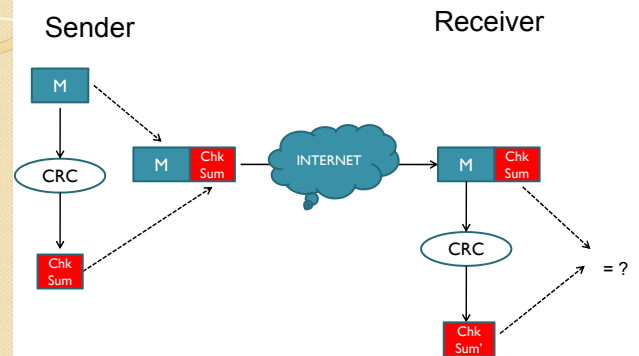 Sender
Receiver
M
CRC
Chk
Sum
M
Chk
Sum
INTERNET
M
Chk
Sum
CRC
Chk
Sum'
= ?